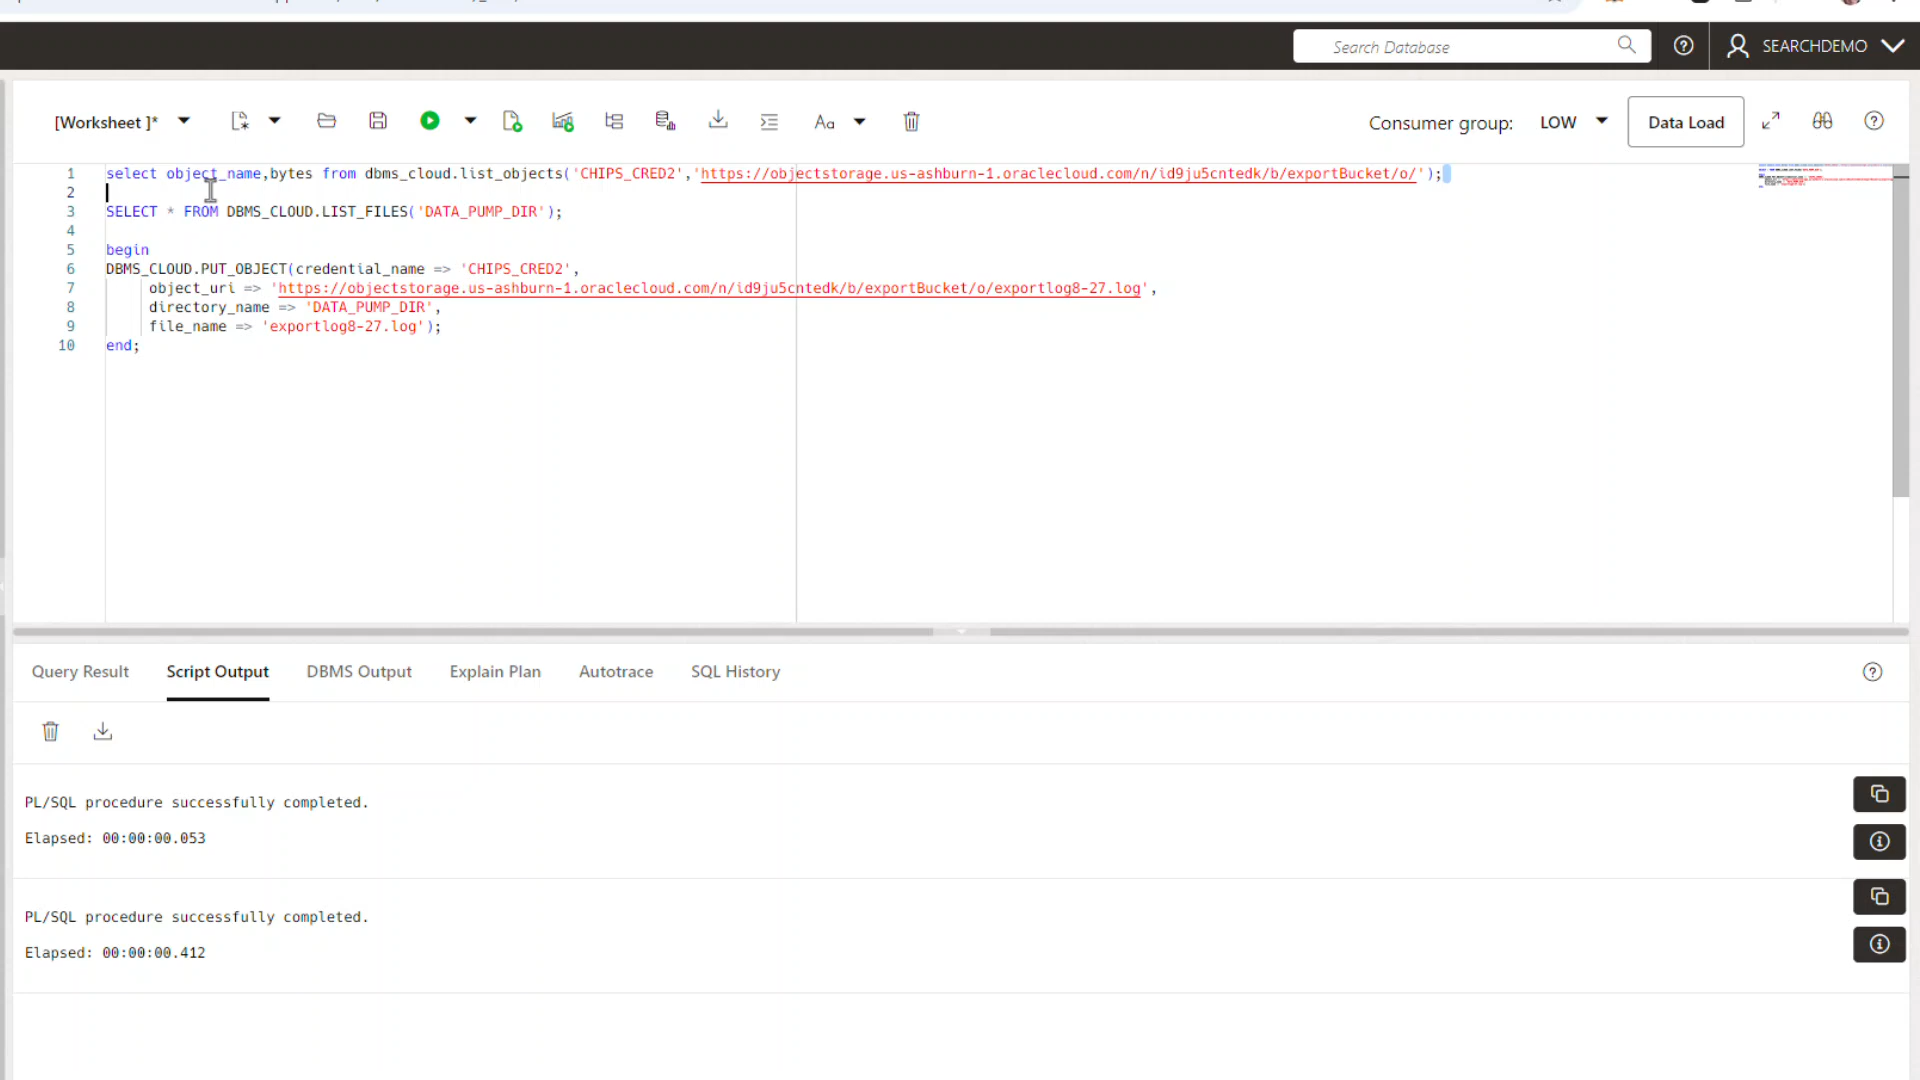 Search Database
SEARCHDEMO
[Worksheet ]*
Aa
Consumer group: LOW
Data Load
1 select object_name,bytes from dbms_cloud.list_objects('CHIPS_CRED2','https://objectstorage.us-ashburn-1.oraclecloud.com/n/id9ju5cntedk/b/exportBucket/o/');
2
3 SELECT * FROM DBMS_CLOUD.LIST_FILES('DATA_PUMP_DIR');
4
5 begin
6 DBMS_CLOUD.PUT_OBJECT(credential_name => 'CHIPS_CRED2',
7 object_uri => 'https://objectstorage.us-ashburn-1.oraclecloud.com/n/id9ju5cntedk/b/exportBucket/o/exportlog8-27.log',
8 directory_name => 'DATA_PUMP_DIR',
9 file_name => 'exportlog8-27.log');
10 end;
Query Result Script Output DBMS Output Explain Plan Autotrace SQL History
PL/SQL procedure successfully completed.
Elapsed: 00:00:00.053
PL/SQL procedure successfully completed.
Elapsed: 00:00:00.412